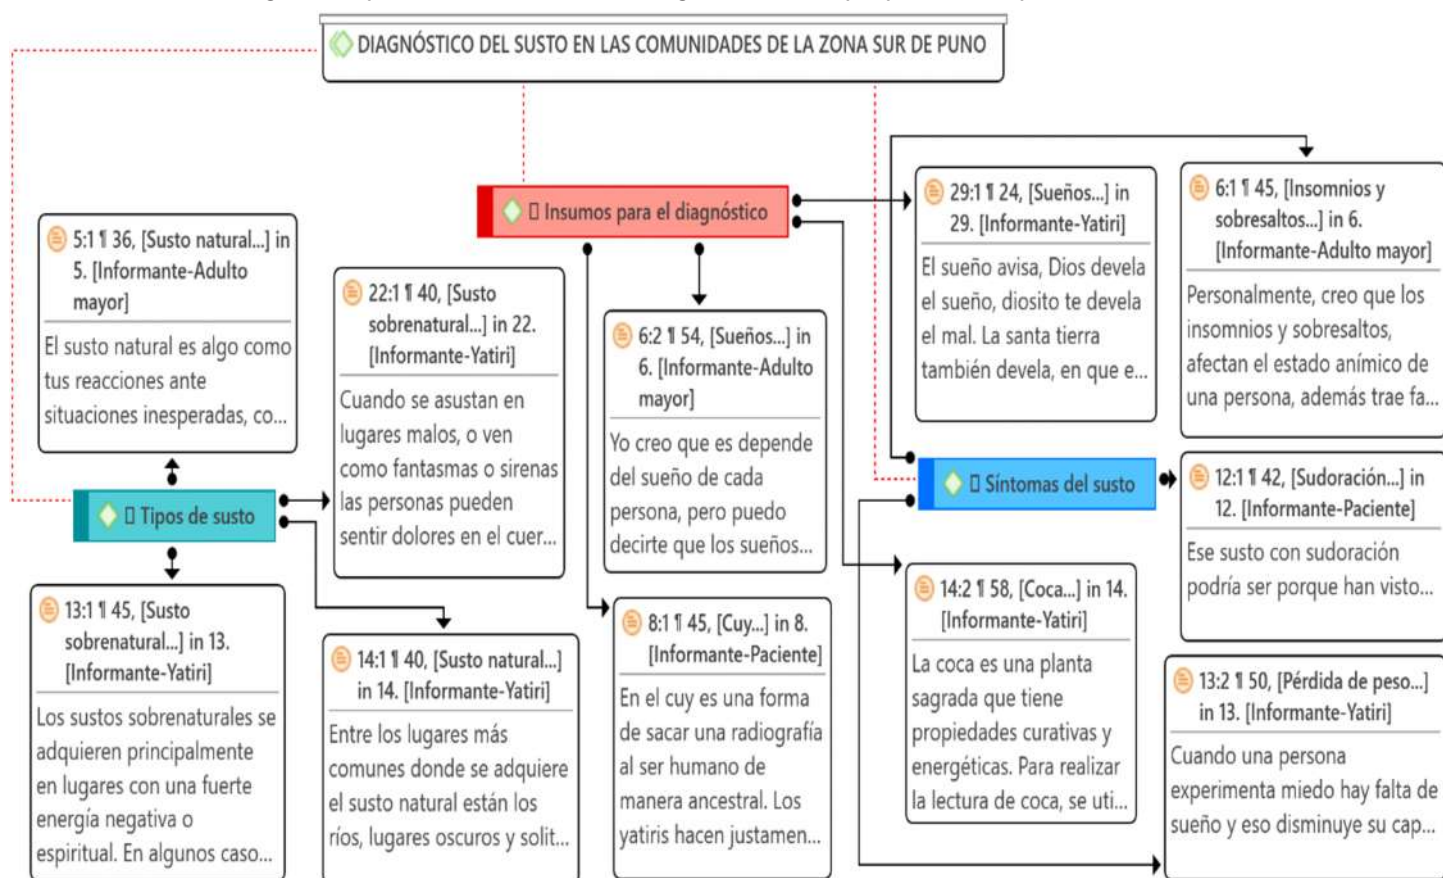 DIAGNÓSTICO DEL SUSTO EN LAS COMUNIDADES DE LA ZONA SUR DE PUNO
Insumos para el diagnóstico
29:1 ¶ 24, [Sueños...] in
29. [Informante-Yatiri]
El sueño avisa, Dios devela
el sueño, diosito te devela
el mal. La santa tierra
también devela, en que e...
6:1 ¶ 45, [Insomnios y
sobresaltos...] in 6.
[Informante-Adulto mayor]
Personalmente, creo que los
insomnios y sobresaltos,
afectan el estado anímico de
una persona, además trae fa...
5:1 ¶ 36, [Susto natural...] in
5. [Informante-Adulto
mayor]
El susto natural es algo como
tus reacciones ante
situaciones inesperadas, co...
22:1 ¶ 40, [Susto
sobrenatural...] in 22.
[Informante-Yatiri]
Cuando se asustan en
lugares malos, o ven
como fantasmas o sirenas
las personas pueden
sentir dolores en el cuer...
6:2 ¶ 54, [Sueños...] in
6. [Informante-Adulto
mayor]
Yo creo que es depende
del sueño de cada
persona, pero puedo
decirte que los sueños...
Tipos de susto
Síntomas del susto
12:1 ¶ 42, [Sudoración...] in
12. [Informante-Paciente]
Ese susto con sudoración
podría ser porque han visto...
13:1 ¶ 45, [Susto
sobrenatural...] in 13.
[Informante-Yatiri]
Los sustos sobrenaturales se
adquieren principalmente
en lugares con una fuerte
energía negativa o
espiritual. En algunos caso...
14:1 ¶ 40, [Susto natural...]
in 14. [Informante-Yatiri]
Entre los lugares más
comunes donde se adquiere
el susto natural están los
ríos, lugares oscuros y solit...
8:1 ¶ 45, [Cuy...] in 8.
[Informante-Paciente]
En el cuy es una forma
de sacar una radiografía
al ser humano de
manera ancestral. Los
yatiris hacen justamen...
14:2 ¶ 58, [Coca...] in 14.
[Informante-Yatiri]
La coca es una planta
sagrada que tiene
propiedades curativas y
energéticas. Para realizar
la lectura de coca, se uti...
13:2 ¶ 50, [Pérdida de peso...]
in 13. [Informante-Yatiri]
Cuando una persona
experimenta miedo hay falta de
sueño y eso disminuye su cap...